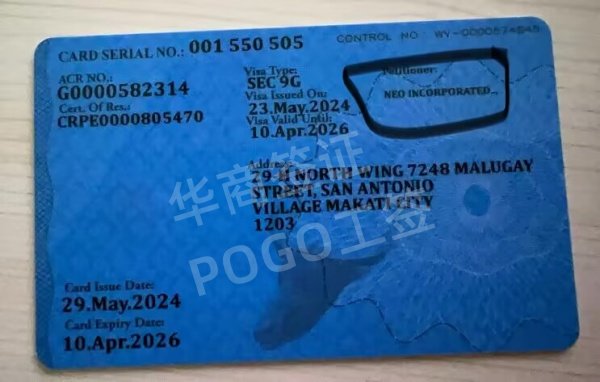 CARD SERIAL NO.: 001 550 505
CONTROL NO
ACR NO.:
G0000582314
Cert. Of Res.:
CRPE0000805470
Visa Type:
SEC 9G
Visa Issued On:
23.May.2024
Visa Valid Until:
10.Apr.2026
Petitioner:
NEO INCORPORATED
Address:
29-H NORTH WING 7248 MALUGAY
STREET, SAN ANTONIO
VILLAGE MAKATI CITY
1203
华商签证
POGO工签
Card Issue Date:
29.May.2024
Card Expiry Date:
10.Apr.2026